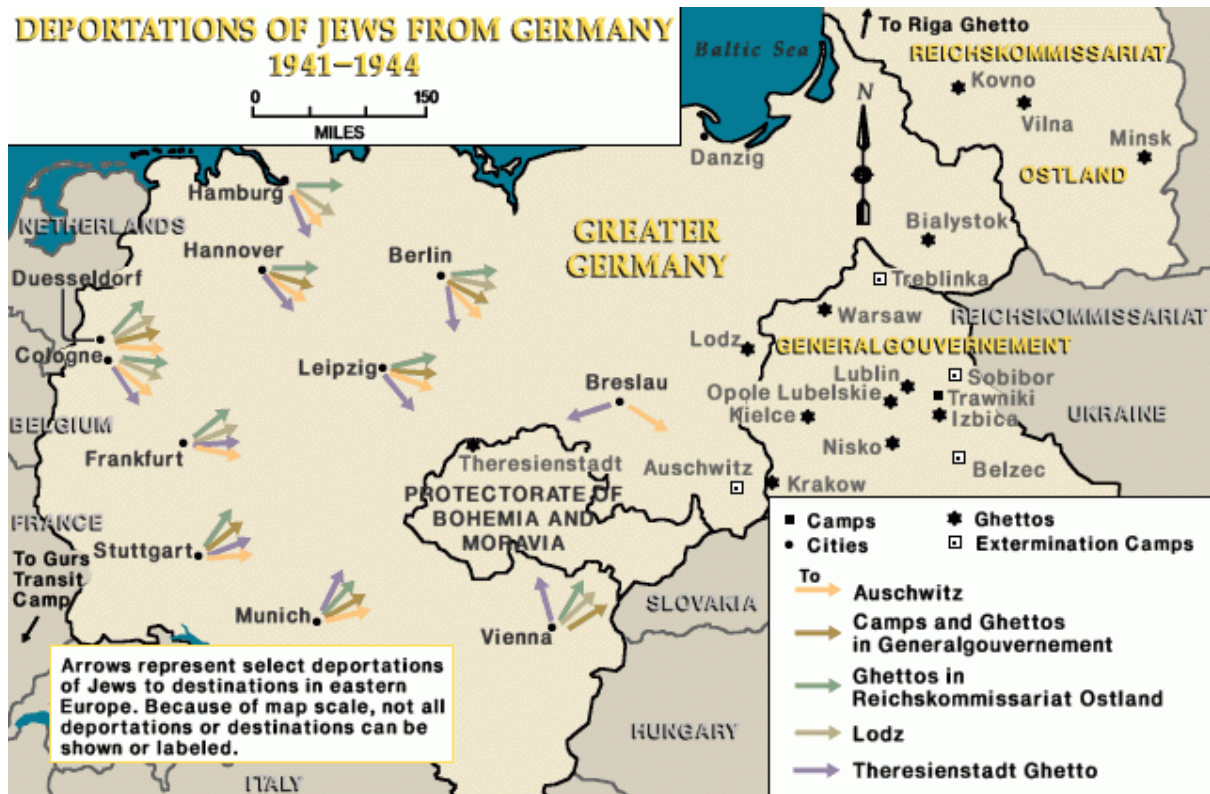 DEPORTATIONS OF JEWS FROM GERMANY
1941–1944
0 150
MILES
Baltic Sea
To Riga Ghetto
REICHSKOMMISSARIAT
Kovno
Vilna
Minsk
OSTLAND
N
Danzig
Hamburg
NETHERLANDS
Hannover
Berlin
GREATER
GERMANY
Bialystok
Duesseldorf
Treblinka
Warsaw
REICHSKOMMISSARIAT
Cologne
Leipzig
Lodz
GENERALGOUVERNEMENT
Breslau
Lublin
Sobibor
Opole Lubelskie
Trawniki
Kielce
Izbica
UKRAINE
BELGIUM
Frankfurt
Theresienstadt
Auschwitz
Nisko
Belzec
Krakow
PROTECTORATE OF
BOHEMIA AND
MORAVIA
FRANCE
Stuttgart
To Gurs
Transit
Camp
Munich
Vienna
SLOVAKIA
HUNGARY
ITALY
Arrows represent select deportations
of Jews to destinations in eastern
Europe. Because of map scale, not all
deportations or destinations can be
shown or labeled.
Camps
Ghettos
Cities
Extermination Camps
To
Auschwitz
Camps and Ghettos
in Generalgouvernement
Ghettos in
Reichskommissariat Ostland
Lodz
Theresienstadt Ghetto